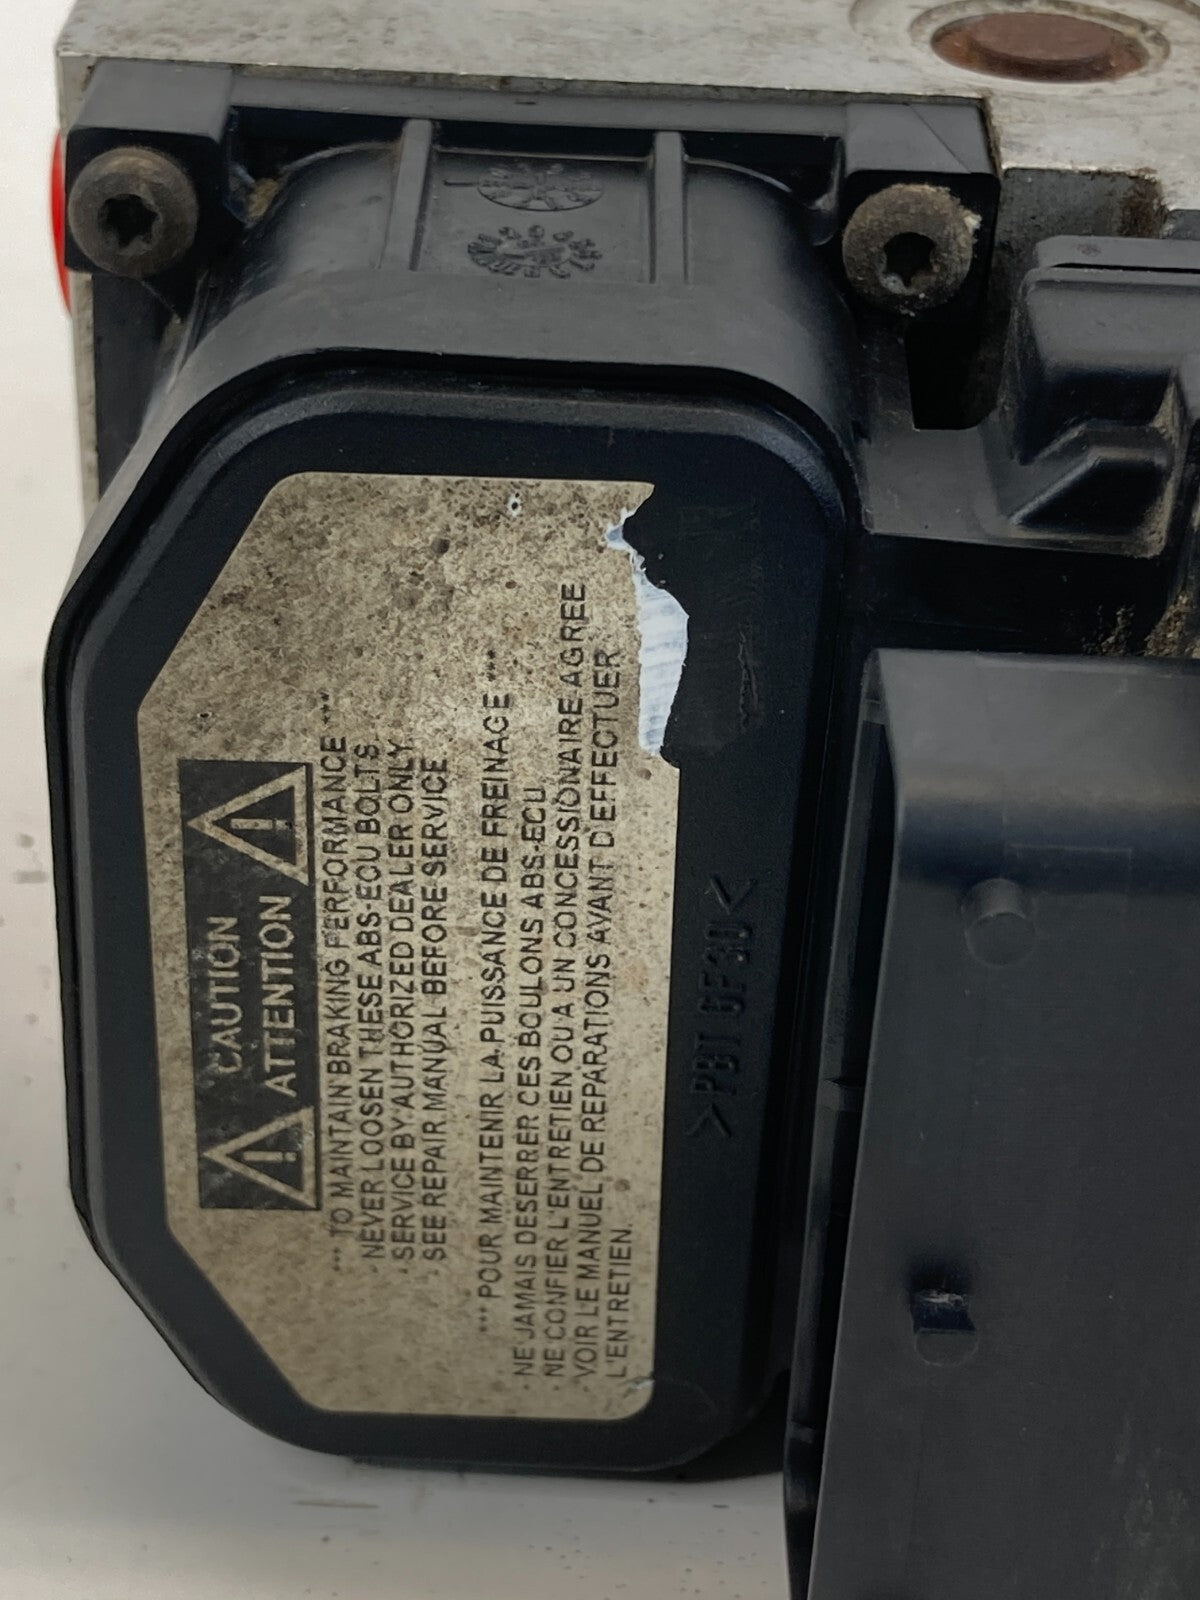 CAUTION
ATTENTION
*** TO MAINTAIN BRAKING PERFORMANCE ***
- NEVER LOOSEN THESE ABS-ECU BOLTS.
- SERVICE BY AUTHORIZED DEALER ONLY.
- SEE REPAIR MANUAL BEFORE SERVICE.
*** POUR MAINTENIR LA PUISSANCE DE FREINAGE ***
- NE JAMAIS DESERRER CES BOULONS ABS-ECU.
- NE CONFIER L'ENTRETIEN QU'A UN CONCESSIONAIRE AGREE
VOIR LE MANUEL DE REPARATIONS AVANT D'EFFECTUER
L'ENTRETIEN.
>PBT GF30<